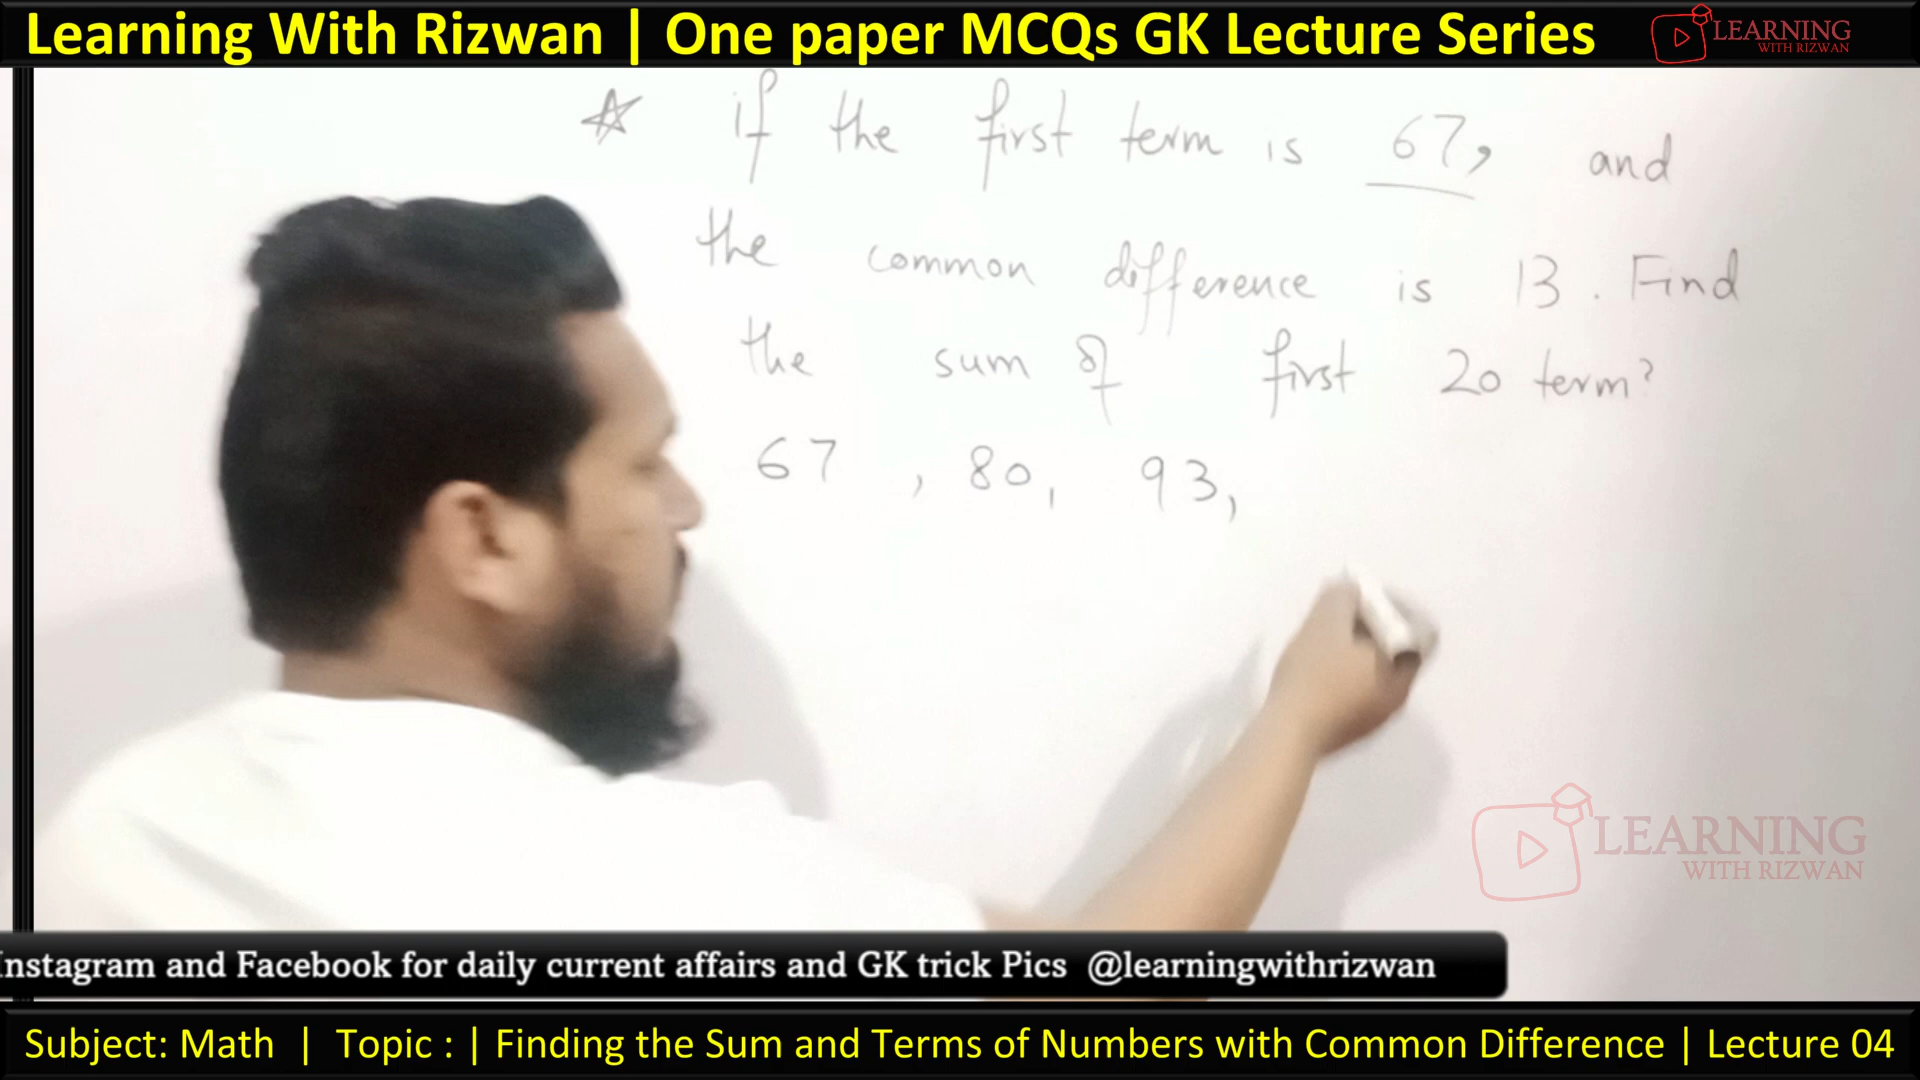 Learning With Rizwan | One paper MCQs GK Lecture Series
LEARNING
WITH RIZWAN
☆ if the first term is 67, and
the common difference is 13. Find
the sum of first 20 term?
67 , 80, 93,
LEARNING
WITH RIZWAN
nstagram and Facebook for daily current affairs and GK trick Pics @learningwithrizwan
Subject: Math | Topic : | Finding the Sum and Terms of Numbers with Common Difference | Lecture 04